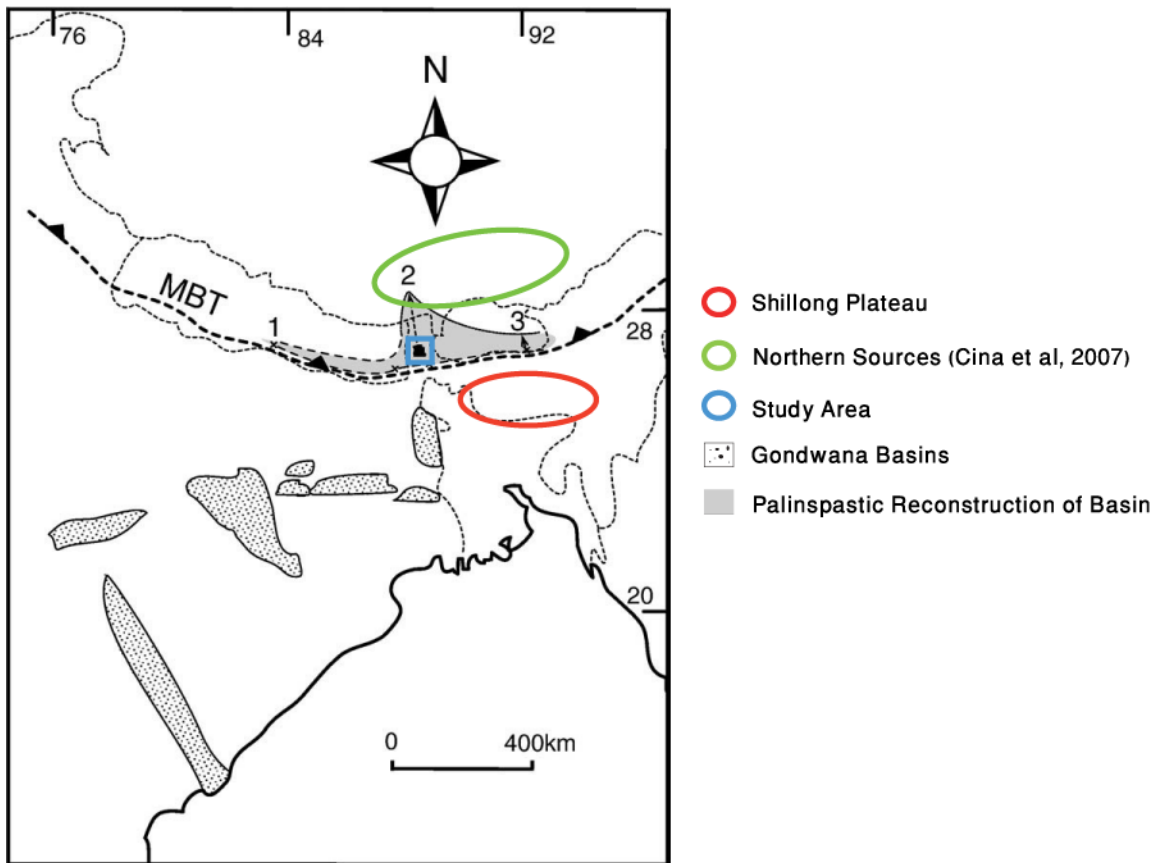 76
84
92
N
MBT
1
2
3
28
20
0
400km
Shillong Plateau
Northern Sources (Cina et al, 2007)
Study Area
Gondwana Basins
Palinspastic Reconstruction of Basin